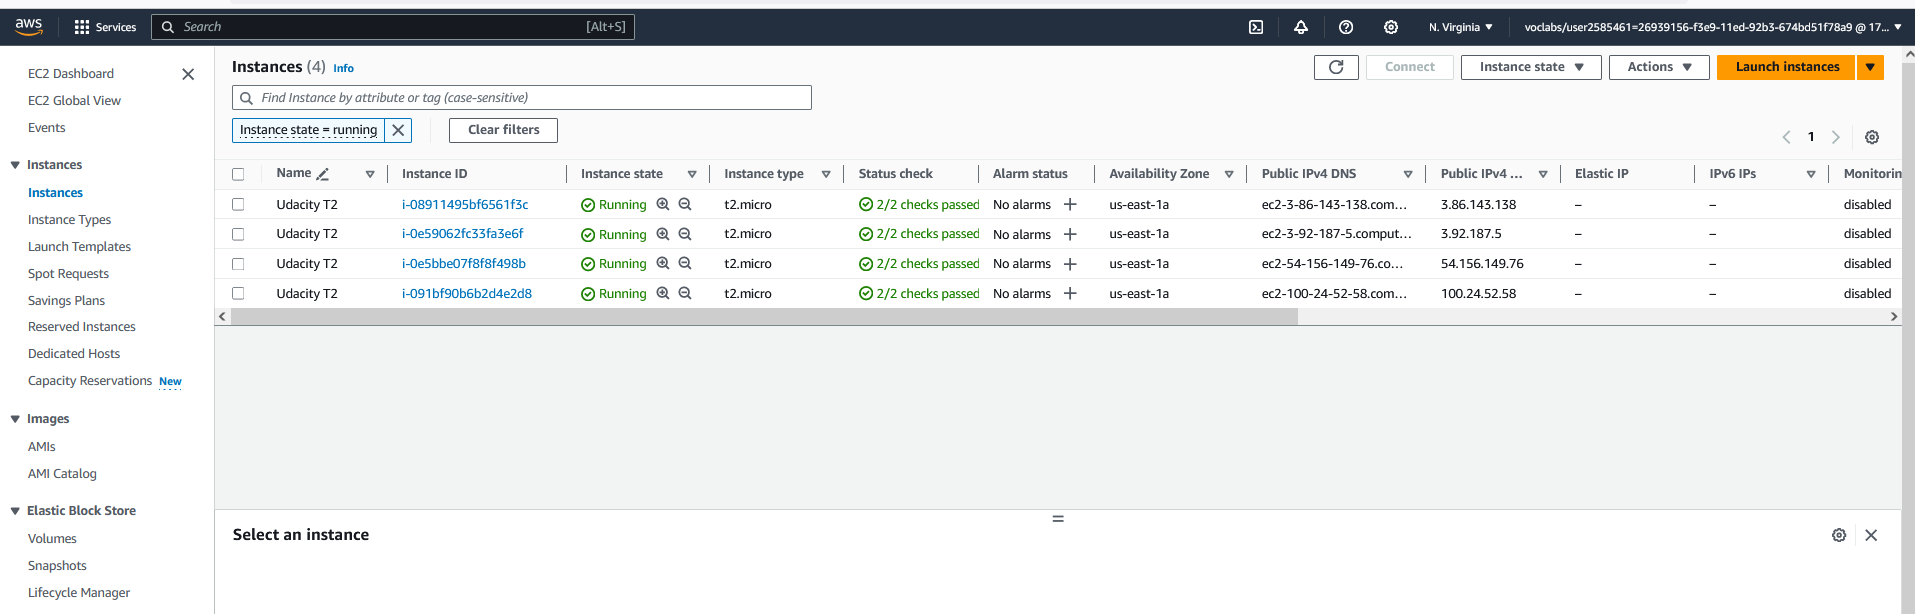 aws Services Search [Alt+S] N. Virginia voclabs/user2585461=26939156-f3e9-11ed-92b3-674bd51f78a9 @ 17...
EC2 Dashboard
EC2 Global View
Events
Instances
Instances
Instance Types
Launch Templates
Spot Requests
Savings Plans
Reserved Instances
Dedicated Hosts
Capacity Reservations New
Images
AMIs
AMI Catalog
Elastic Block Store
Volumes
Snapshots
Lifecycle Manager
Instances (4) Info Connect Instance state Actions Launch instances
Find Instance by attribute or tag (case-sensitive)
Instance state = running Clear filters
1
Name Instance ID Instance state Instance type Status check Alarm status Availability Zone Public IPv4 DNS Public IPv4 ... Elastic IP IPv6 IPs Monitorin
Udacity T2 i-08911495bf6561f3c Running t2.micro 2/2 checks passed No alarms + us-east-1a ec2-3-86-143-138.com... 3.86.143.138 – – disabled
Udacity T2 i-0e59062fc33fa3e6f Running t2.micro 2/2 checks passed No alarms + us-east-1a ec2-3-92-187-5.comput... 3.92.187.5 – – disabled
Udacity T2 i-0e5bbe07f8f8f498b Running t2.micro 2/2 checks passed No alarms + us-east-1a ec2-54-156-149-76.co... 54.156.149.76 – – disabled
Udacity T2 i-091bf90b6b2d4e2d8 Running t2.micro 2/2 checks passed No alarms + us-east-1a ec2-100-24-52-58.com... 100.24.52.58 – – disabled
Select an instance